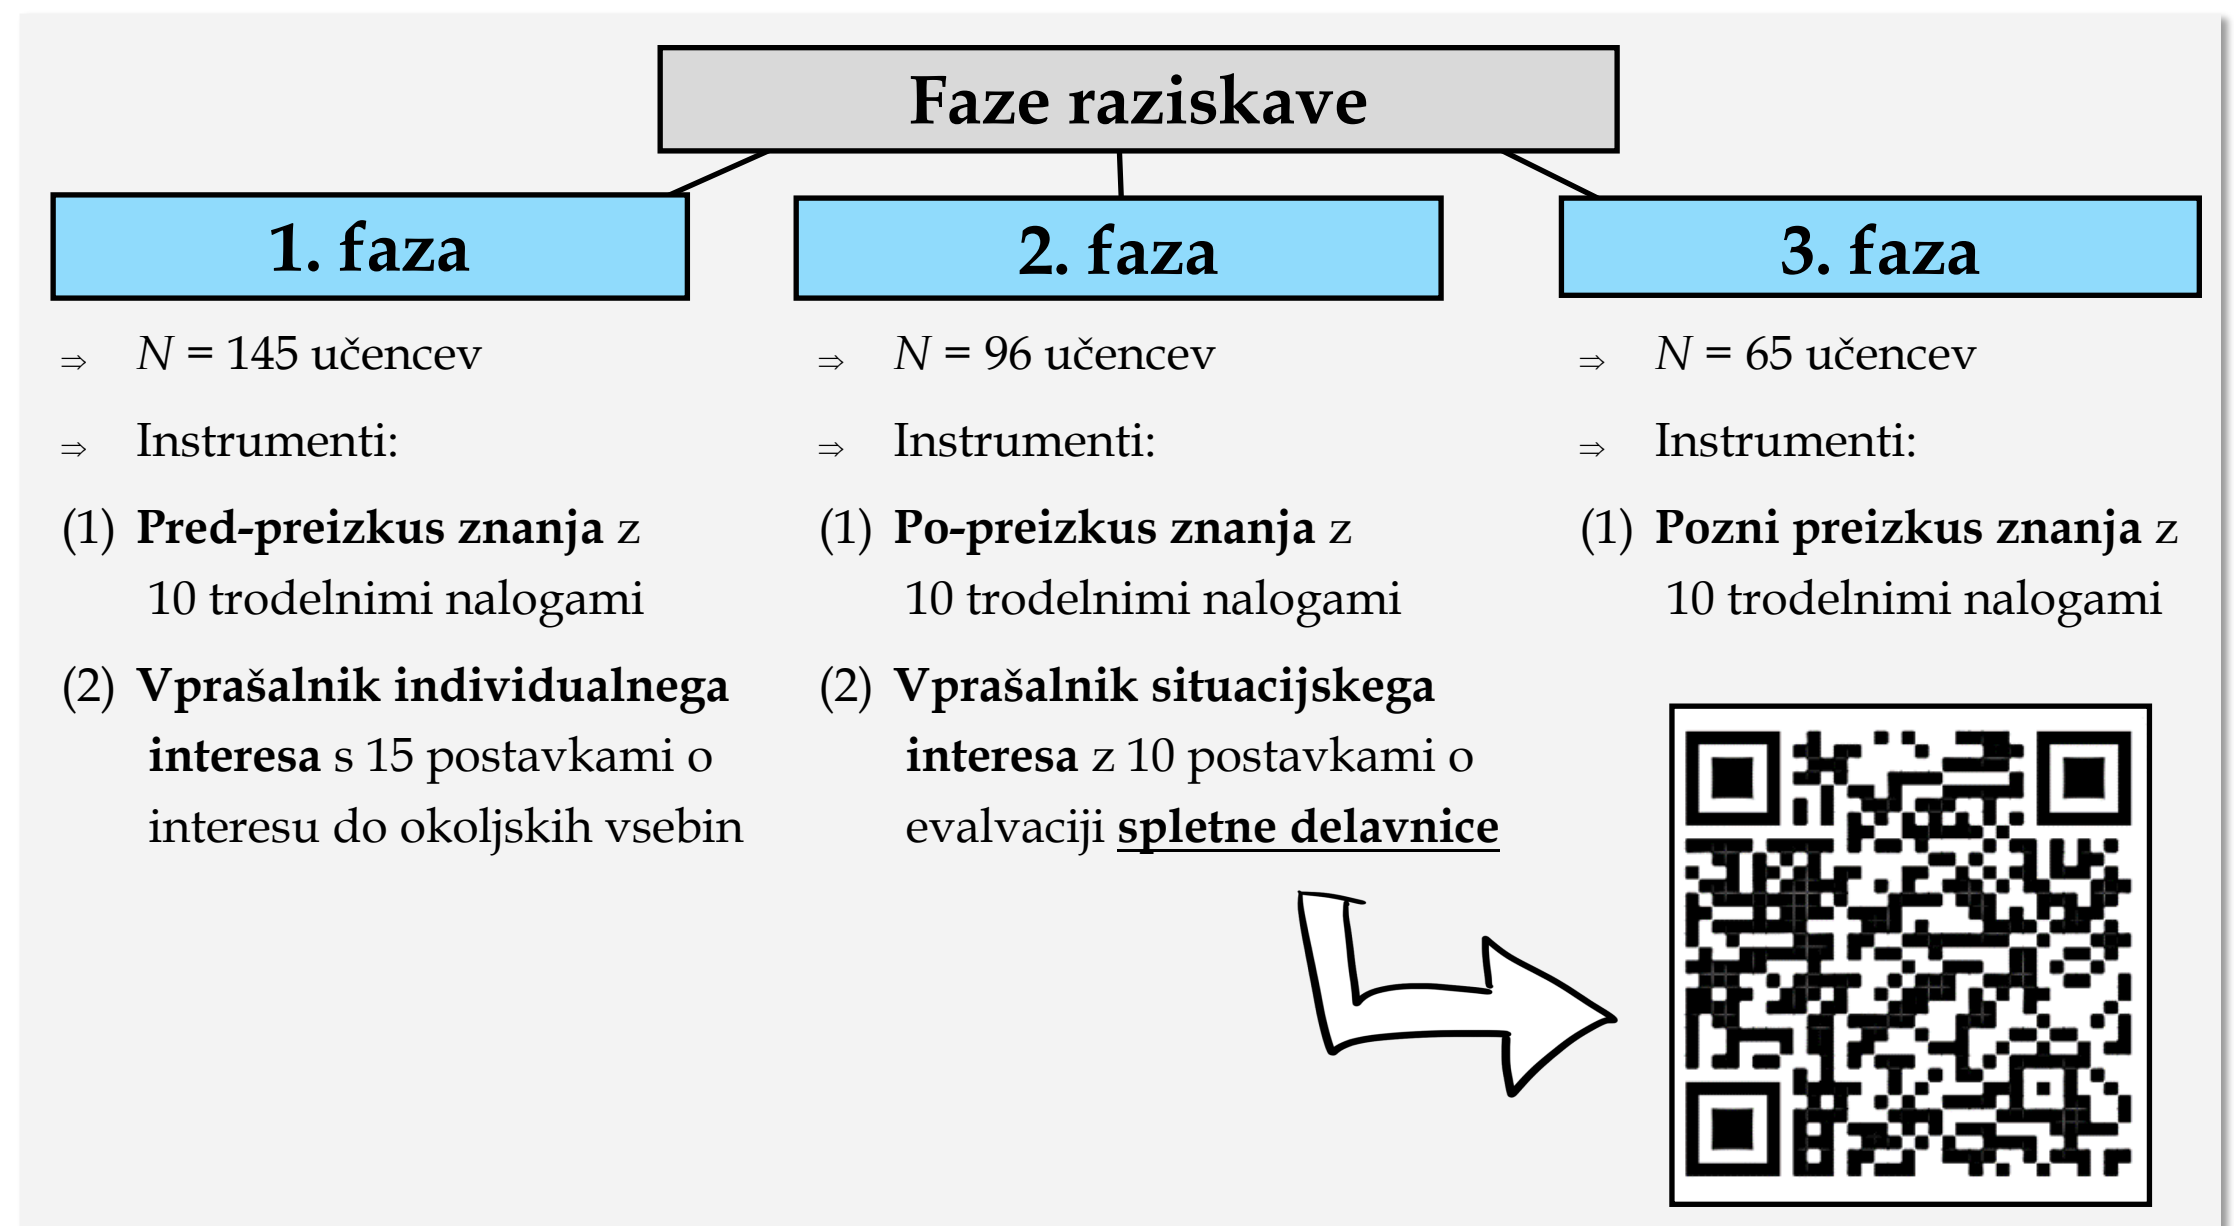 Faze raziskave
1. faza
⇒ N = 145 učencev
⇒ Instrumenti:
(1) Pred-preizkus znanja z
10 trodelnimi nalogami
(2) Vprašalnik individualnega
interesa s 15 postavkami o
interesu do okoljskih vsebin
2. faza
⇒ N = 96 učencev
⇒ Instrumenti:
(1) Po-preizkus znanja z
10 trodelnimi nalogami
(2) Vprašalnik situacijskega
interesa z 10 postavkami o
evalvaciji spletne delavnice
3. faza
⇒ N = 65 učencev
⇒ Instrumenti:
(1) Pozni preizkus znanja z
10 trodelnimi nalogami